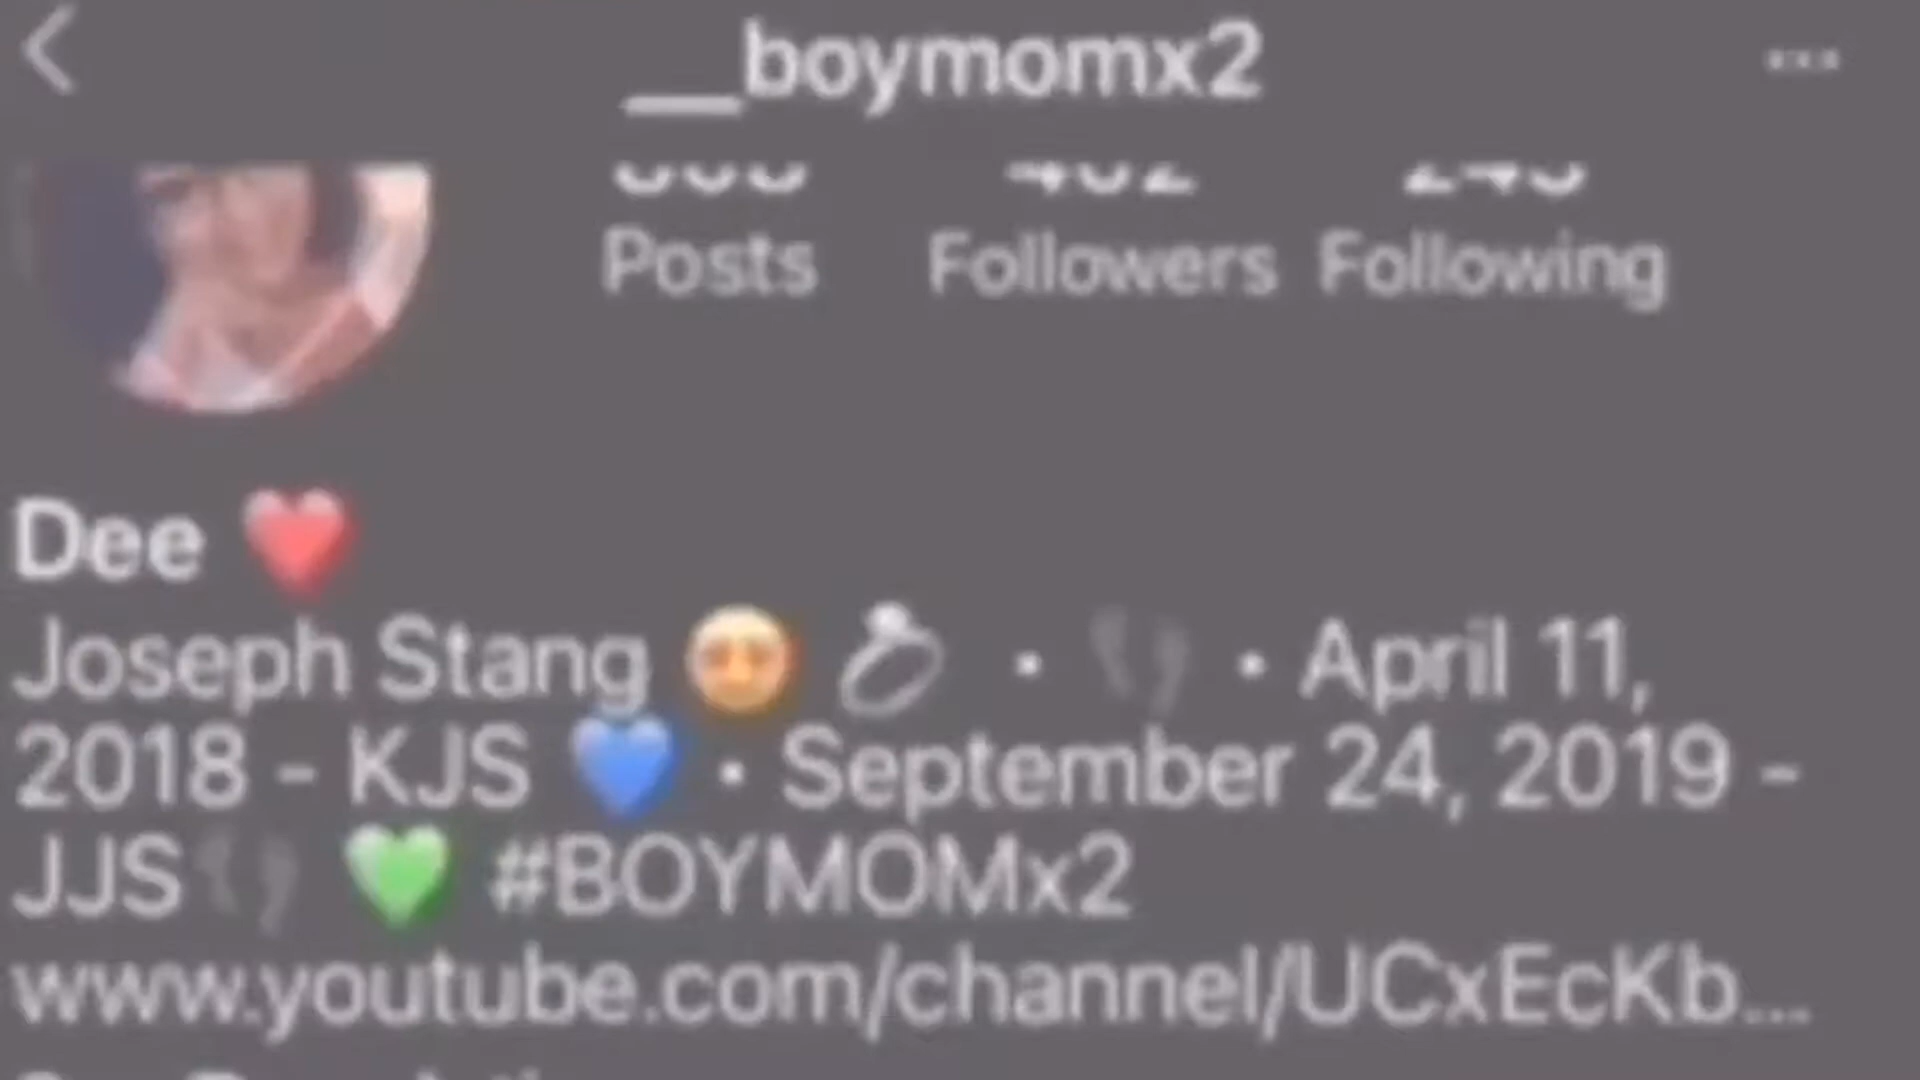 __boymomx2
Posts Followers Following
Dee ❤️
Joseph Stang 😍 💍 • 👣 • April 11,
2018 - KJS 💙 • September 24, 2019 -
JJS👣 💚 #BOYMOMx2
www.youtube.com/channel/UCxEcKb...